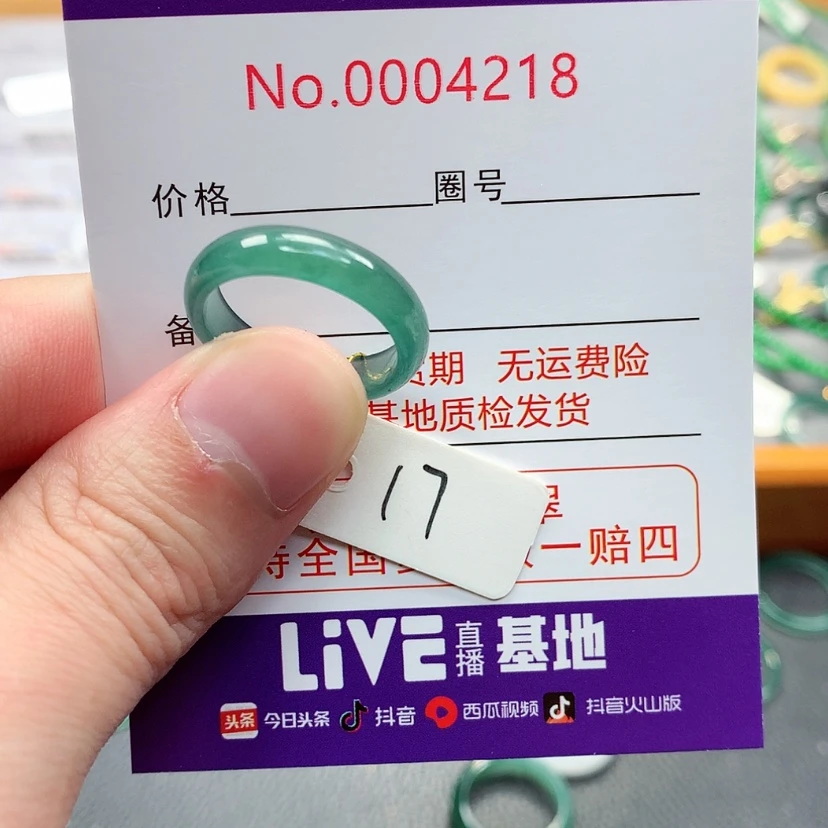 No.0004218
价格 圈号
备
期 无运费险
基地质检发货
17
全国 一赔四
LiVE 直播 基地
头条 今日头条 抖音 西瓜视频 抖音火山版